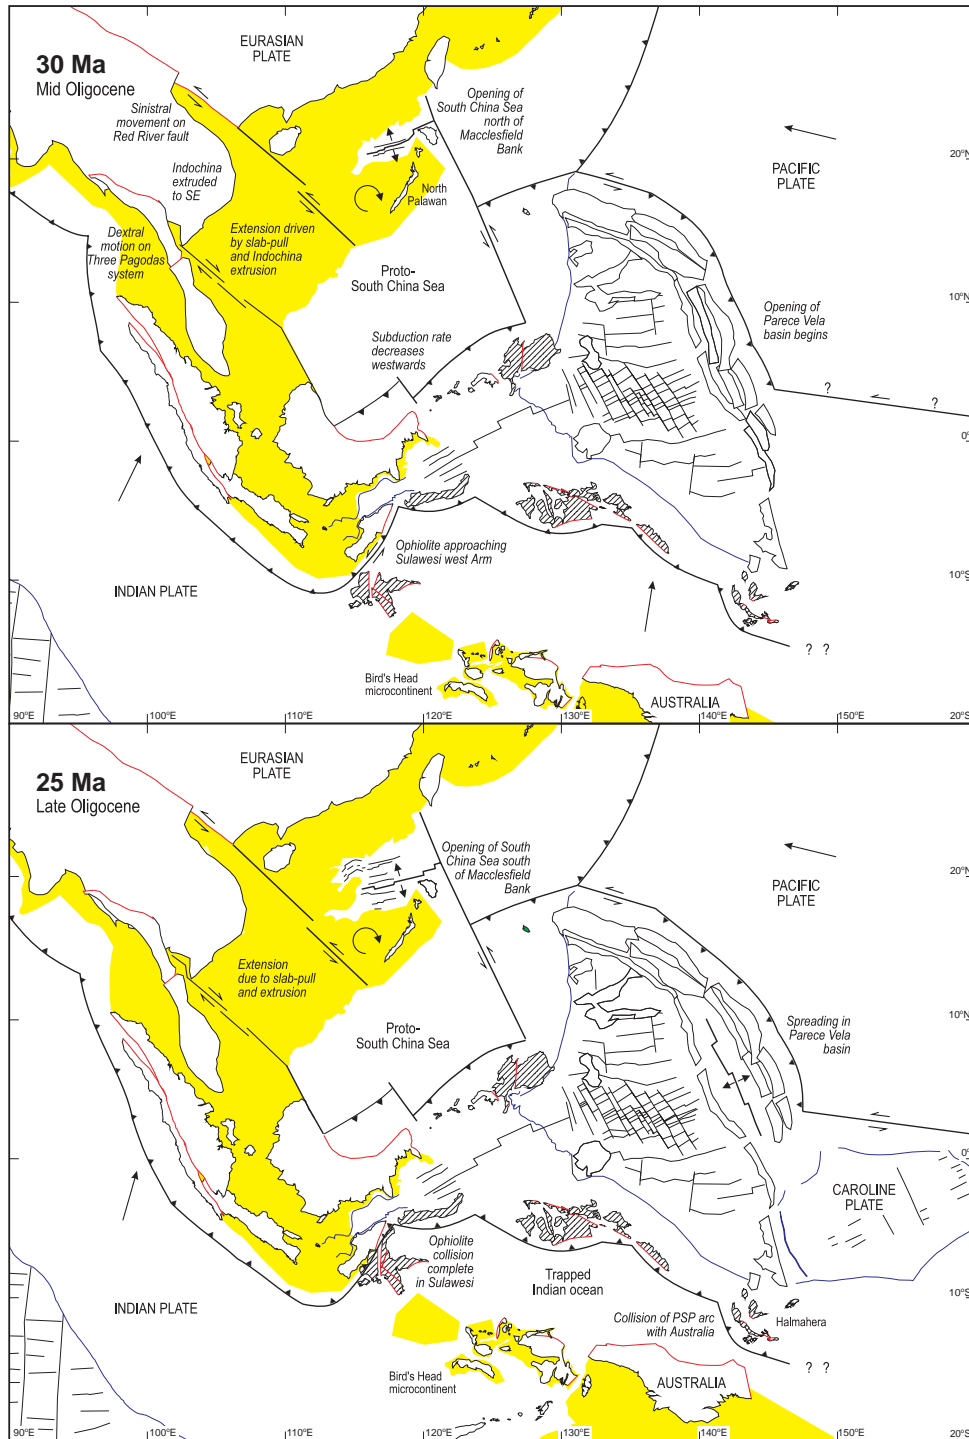 30 Ma
Mid Oligocene
EURASIAN
PLATE
Sinistral
movement on
Red River fault
Opening of
South China Sea
north of
Macclesfield
Bank
PACIFIC
PLATE
20°N
Indochina
extruded
to SE
North
Palawan
Dextral
motion on
Three Pagodas
system
Extension driven
by slab-pull
and Indochina
extrusion
Proto-
South China Sea
10°N
Opening of
Parece Vela
basin begins
Subduction rate
decreases
westwards
?
?
0°
Ophiolite approaching
Sulawesi west Arm
10°S
INDIAN PLATE
? ?
Bird's Head
microcontinent
AUSTRALIA
90°E
100°E
110°E
120°E
130°E
140°E
150°E
20°S
25 Ma
Late Oligocene
EURASIAN
PLATE
Opening of South
China Sea south
of Macclesfield
Bank
PACIFIC
PLATE
20°N
Extension
due to slab-pull
and extrusion
Proto-
South China Sea
10°N
Spreading in
Parece Vela
basin
0°
CAROLINE
PLATE
Ophiolite
collision
complete
in Sulawesi
Trapped
Indian ocean
10°S
INDIAN PLATE
Collision of PSP arc
with Australia
Halmahera
? ?
Bird's Head
microcontinent
AUSTRALIA
90°E
100°E
110°E
120°E
130°E
140°E
150°E
20°S